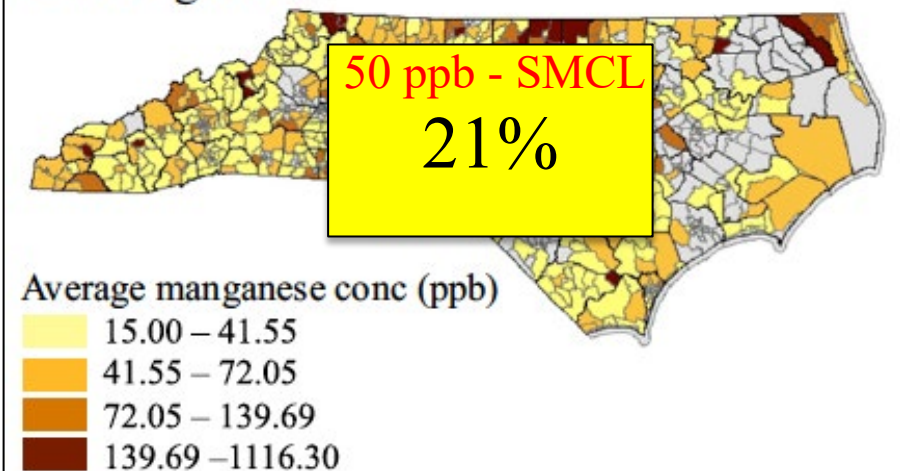 50 ppb - SMCL
21%
Average manganese conc (ppb)
15.00 – 41.55
41.55 – 72.05
72.05 – 139.69
139.69 –1116.30